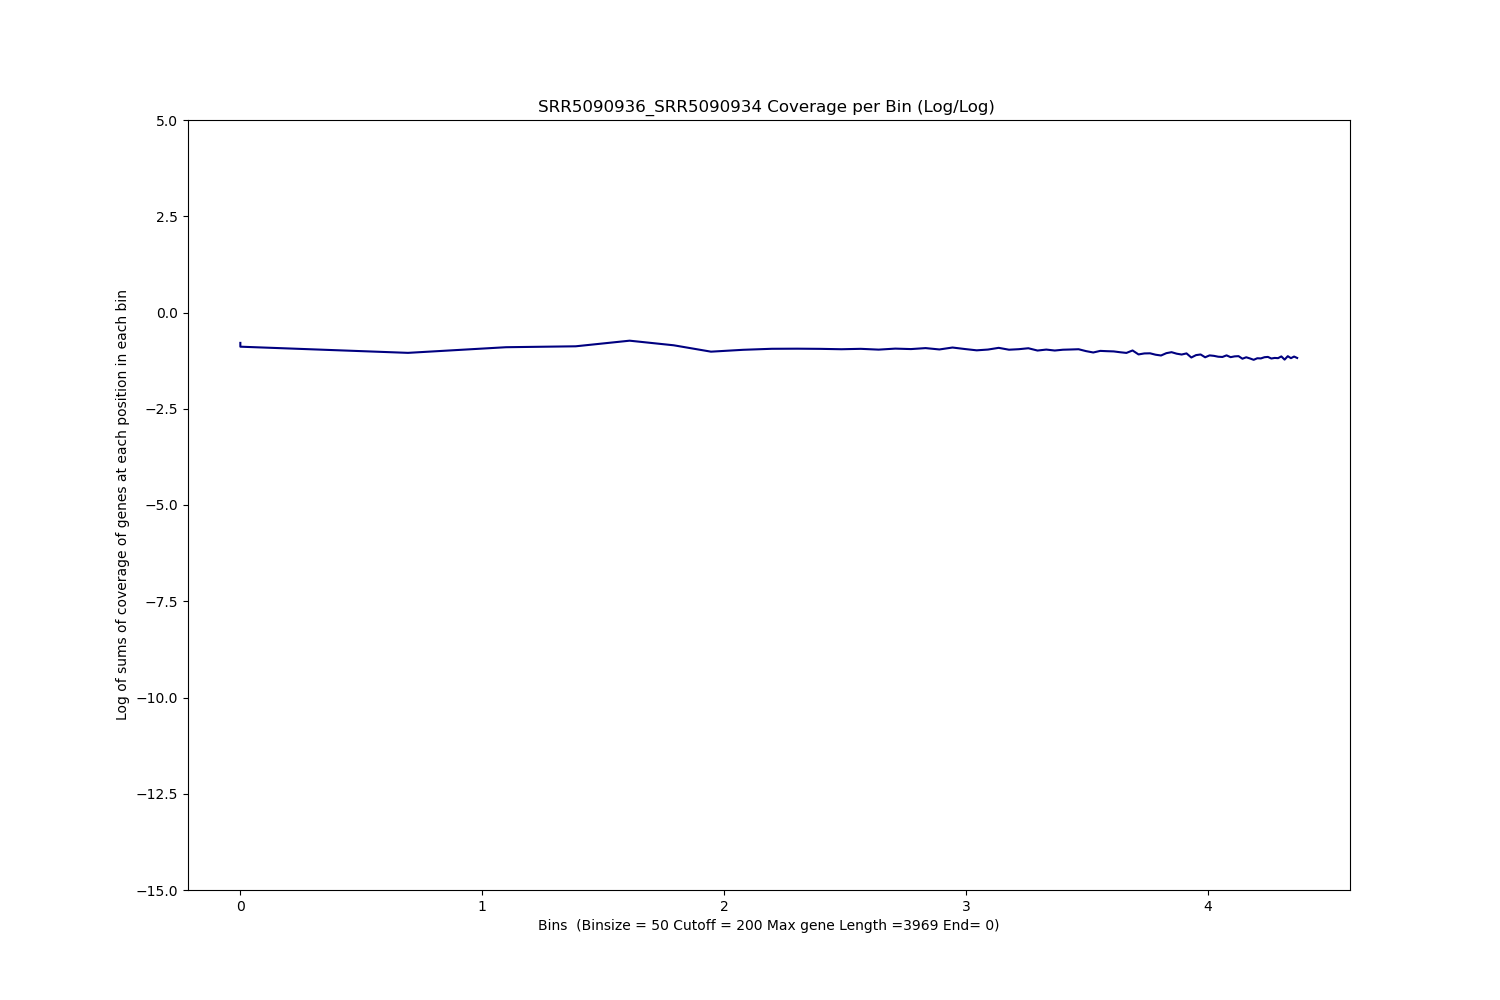 SRR5090936_SRR5090934 Coverage per Bin (Log/Log)
5.0
2.5
0.0
−2.5
−5.0
−7.5
−10.0
−12.5
−15.0
Log of sums of coverage of genes at each position in each bin
0 1 2 3 4
Bins  (Binsize = 50 Cutoff = 200 Max gene Length =3969 End= 0)